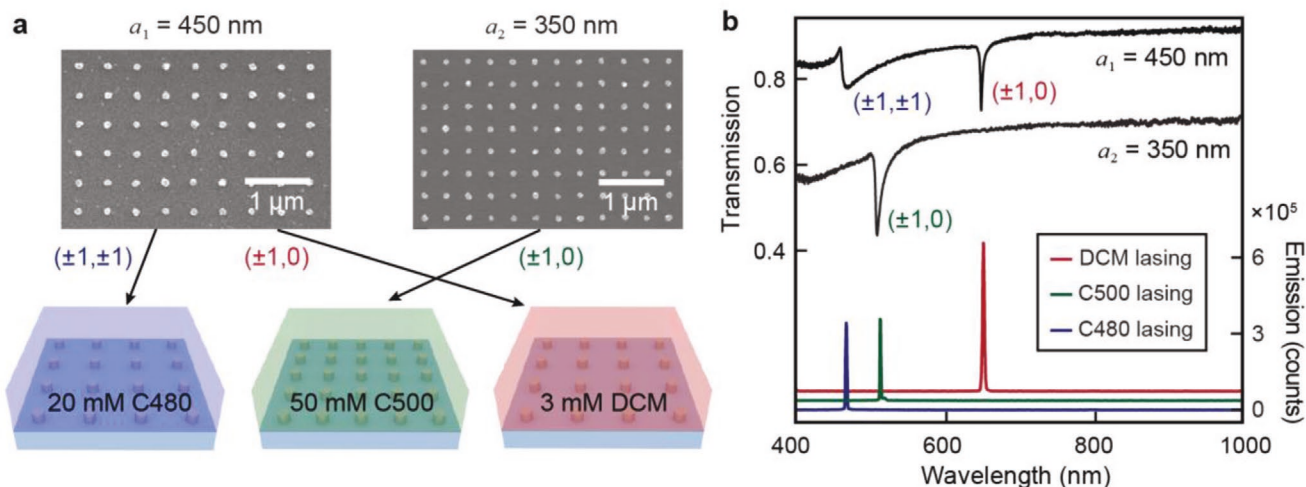 a
a₁ = 450 nm
a₂ = 350 nm
1 μm
1 μm
(±1,±1)
(±1,0)
(±1,0)
20 mM C480
50 mM C500
3 mM DCM
b
Transmission
0.8
0.6
0.4
a₁ = 450 nm
(±1,±1)
(±1,0)
a₂ = 350 nm
(±1,0)
×10⁵
DCM lasing
C500 lasing
C480 lasing
6
3
0
Emission (counts)
400
600
800
1000
Wavelength (nm)